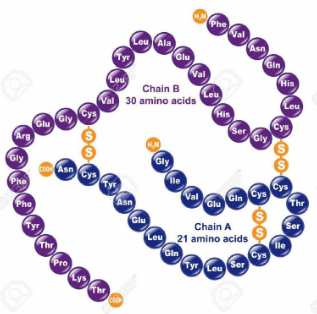 H₂N
Phe
Val
Asn
Gln
His
Leu
Cys
Gly
Ser
His
Leu
Val
Glu
Ala
Leu
Tyr
Leu
Val
Cys
Gly
Glu
Arg
Gly
Phe
Phe
Tyr
Thr
Pro
Lys
Thr
COOH
Chain B
30 amino acids
S
S
S
S
H₂N
Gly
Ile
Val
Glu
Gln
Cys
Cys
Thr
Ser
Ile
Cys
Ser
Leu
Tyr
Gln
Leu
Glu
Asn
Tyr
Cys
Asn
COOH
S
S
Chain A
21 amino acids